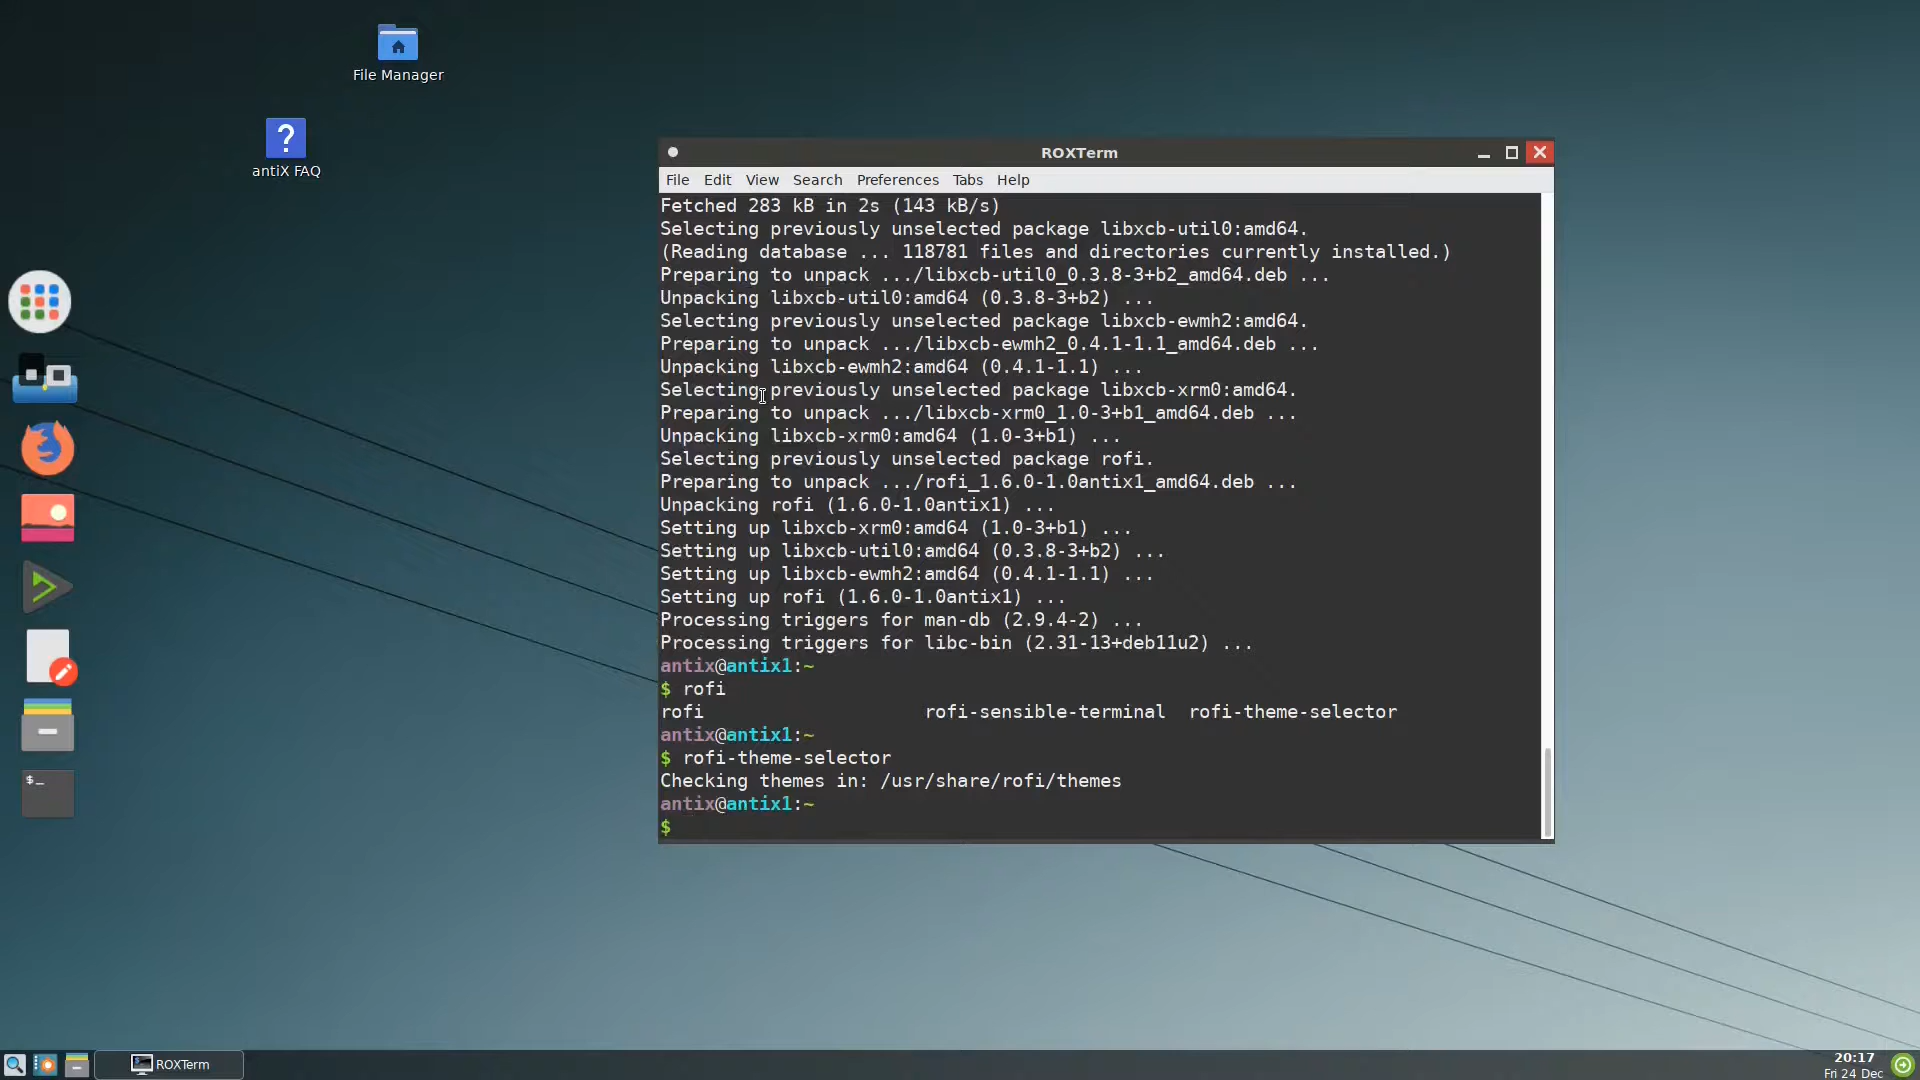 File Manager
antiX FAQ
ROXTerm
File Edit View Search Preferences Tabs Help
Fetched 283 kB in 2s (143 kB/s)
Selecting previously unselected package libxcb-util0:amd64.
(Reading database ... 118781 files and directories currently installed.)
Preparing to unpack .../libxcb-util0_0.3.8-3+b2_amd64.deb ...
Unpacking libxcb-util0:amd64 (0.3.8-3+b2) ...
Selecting previously unselected package libxcb-ewmh2:amd64.
Preparing to unpack .../libxcb-ewmh2_0.4.1-1.1_amd64.deb ...
Unpacking libxcb-ewmh2:amd64 (0.4.1-1.1) ...
Selecting previously unselected package libxcb-xrm0:amd64.
Preparing to unpack .../libxcb-xrm0_1.0-3+b1_amd64.deb ...
Unpacking libxcb-xrm0:amd64 (1.0-3+b1) ...
Selecting previously unselected package rofi.
Preparing to unpack .../rofi_1.6.0-1.0antix1_amd64.deb ...
Unpacking rofi (1.6.0-1.0antix1) ...
Setting up libxcb-xrm0:amd64 (1.0-3+b1) ...
Setting up libxcb-util0:amd64 (0.3.8-3+b2) ...
Setting up libxcb-ewmh2:amd64 (0.4.1-1.1) ...
Setting up rofi (1.6.0-1.0antix1) ...
Processing triggers for man-db (2.9.4-2) ...
Processing triggers for libc-bin (2.31-13+deb11u2) ...
antix@antix1:~
$ rofi
rofi rofi-sensible-terminal rofi-theme-selector
antix@antix1:~
$ rofi-theme-selector
Checking themes in: /usr/share/rofi/themes
antix@antix1:~
$
$_
ROXTerm
20:17
Fri 24 Dec